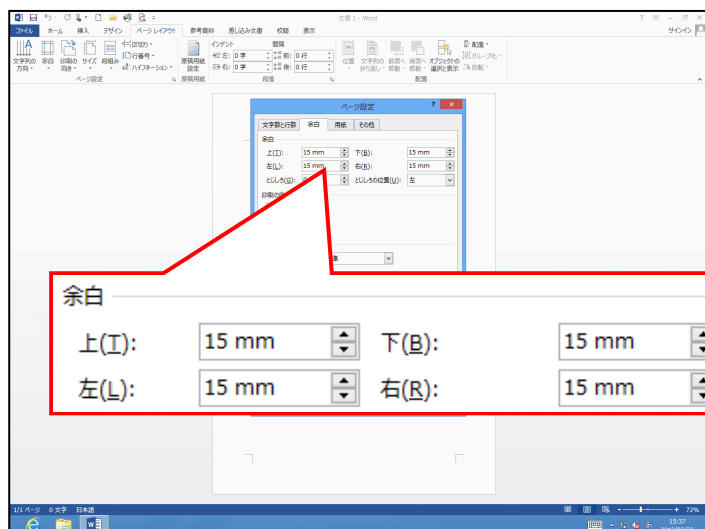 文書 1 - Word
ファイル ホーム 挿入 デザイン ページ レイアウト 参考資料 差し込み文書 校閲 表示 サインイン
文字列の方向 余白 印刷の向き サイズ 段組み 区切り 行番号 ハイフネーション 原稿用紙設定
インデント 間隔
左: 0 字 前: 0 行
右: 0 字 後: 0 行
位置 文字列の折り返し 前面へ移動 背面へ移動 オブジェクトの選択と表示 配置 グループ化 回転
ページ設定 原稿用紙 段落 配置
ページ設定
文字数と行数 余白 用紙 その他
余白
上(T): 15 mm 下(B): 15 mm
左(L): 15 mm 右(R): 15 mm
とじしろ(G): とじしろの位置(U): 左
余白
上(T): 15 mm 下(B): 15 mm
左(L): 15 mm 右(R): 15 mm
1/1 ページ 0 文字 日本語 72%
15:37